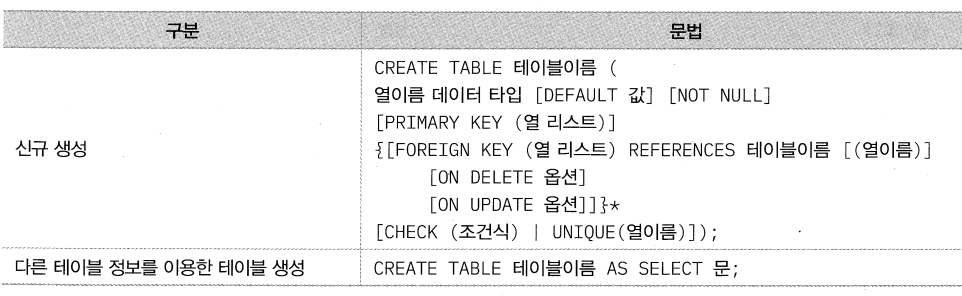 구분 문법
CREATE TABLE 테이블이름 (
열이름 데이터 타입 [DEFAULT 값] [NOT NULL]
[PRIMARY KEY (열 리스트)]
신규 생성
{[FOREIGN KEY (열 리스트) REFERENCES 테이블이름 [(열이름)]
[ON DELETE 옵션]
[ON UPDATE 옵션]]}*
[CHECK (조건식) | UNIQUE(열이름)]);
다른 테이블 정보를 이용한 테이블 생성 CREATE TABLE 테이블이름 AS SELECT 문;